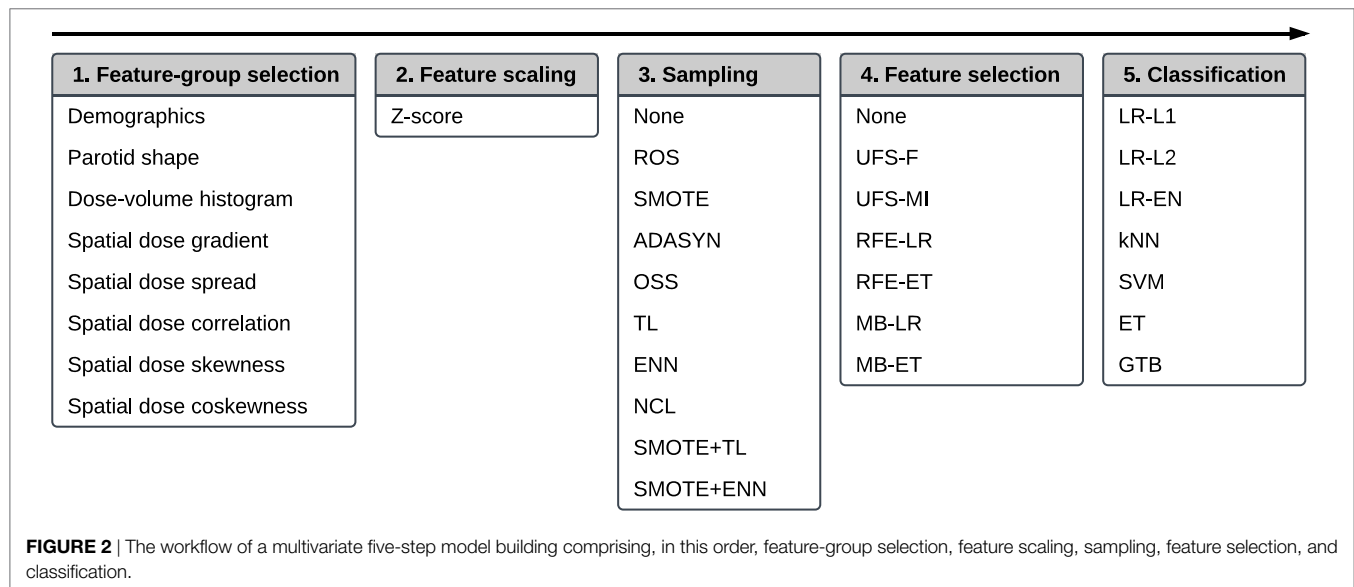 1. Feature-group selection
Demographics
Parotid shape
Dose-volume histogram
Spatial dose gradient
Spatial dose spread
Spatial dose correlation
Spatial dose skewness
Spatial dose coskewness
2. Feature scaling
Z-score
3. Sampling
None
ROS
SMOTE
ADASYN
OSS
TL
ENN
NCL
SMOTE+TL
SMOTE+ENN
4. Feature selection
None
UFS-F
UFS-MI
RFE-LR
RFE-ET
MB-LR
MB-ET
5. Classification
LR-L1
LR-L2
LR-EN
kNN
SVM
ET
GTB
FIGURE 2 | The workflow of a multivariate five-step model building comprising, in this order, feature-group selection, feature scaling, sampling, feature selection, and
classification.